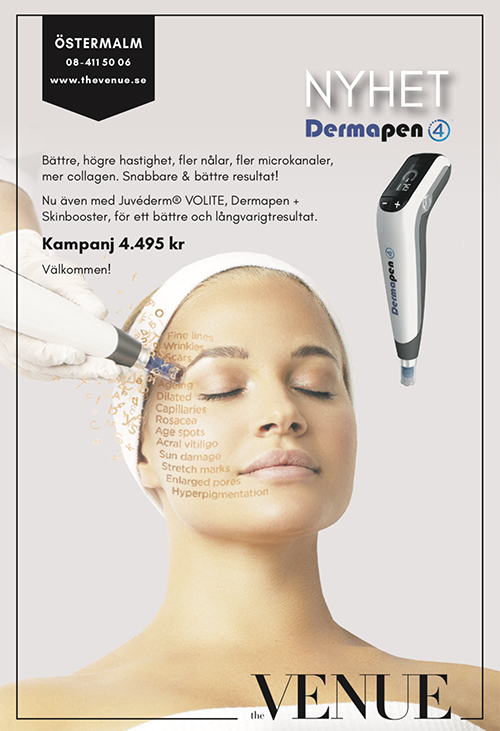 ÖSTERMALM
08-411 50 06
www.thevenue.se
NYHET
Dermapen 4
Bättre, högre hastighet, fler nålar, fler microkanaler,
mer collagen. Snabbare & bättre resultat!
Nu även med Juvéderm® VOLITE, Dermapen +
Skinbooster, för ett bättre och långvarigtresultat.
Kampanj 4.495 kr
Välkommen!
Dermapen 4
Fine lines
Wrinkles
Scars
Ageing
Dilated
Capillaries
Rosacea
Age spots
Acral vitiligo
Sun damage
Stretch marks
Enlarged pores
Hyperpigmentation
the VENUE